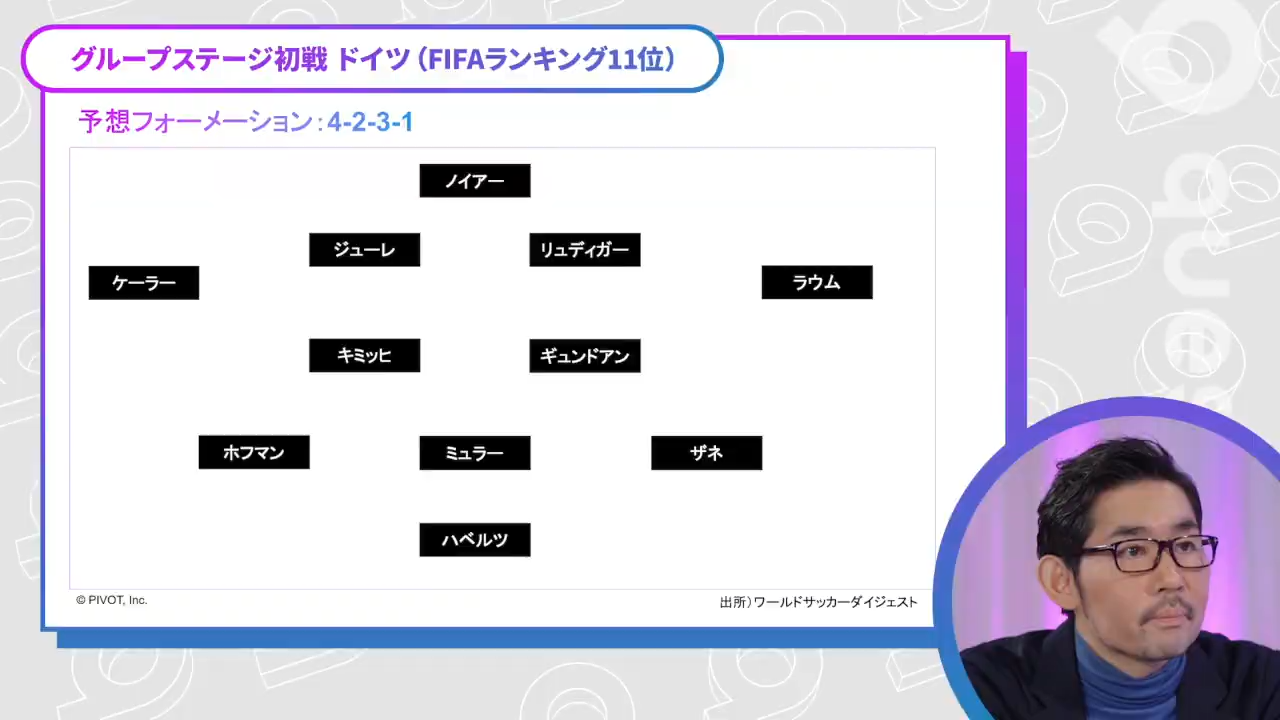 グループステージ初戦 ドイツ（FIFAランキング11位）
予想フォーメーション：4-2-3-1
ノイアー
ジューレ
リュディガー
ケーラー
ラウム
キミッヒ
ギュンドアン
ホフマン
ミュラー
ザネ
ハベルツ
© PIVOT, Inc.
出所）ワールドサッカーダイジェスト